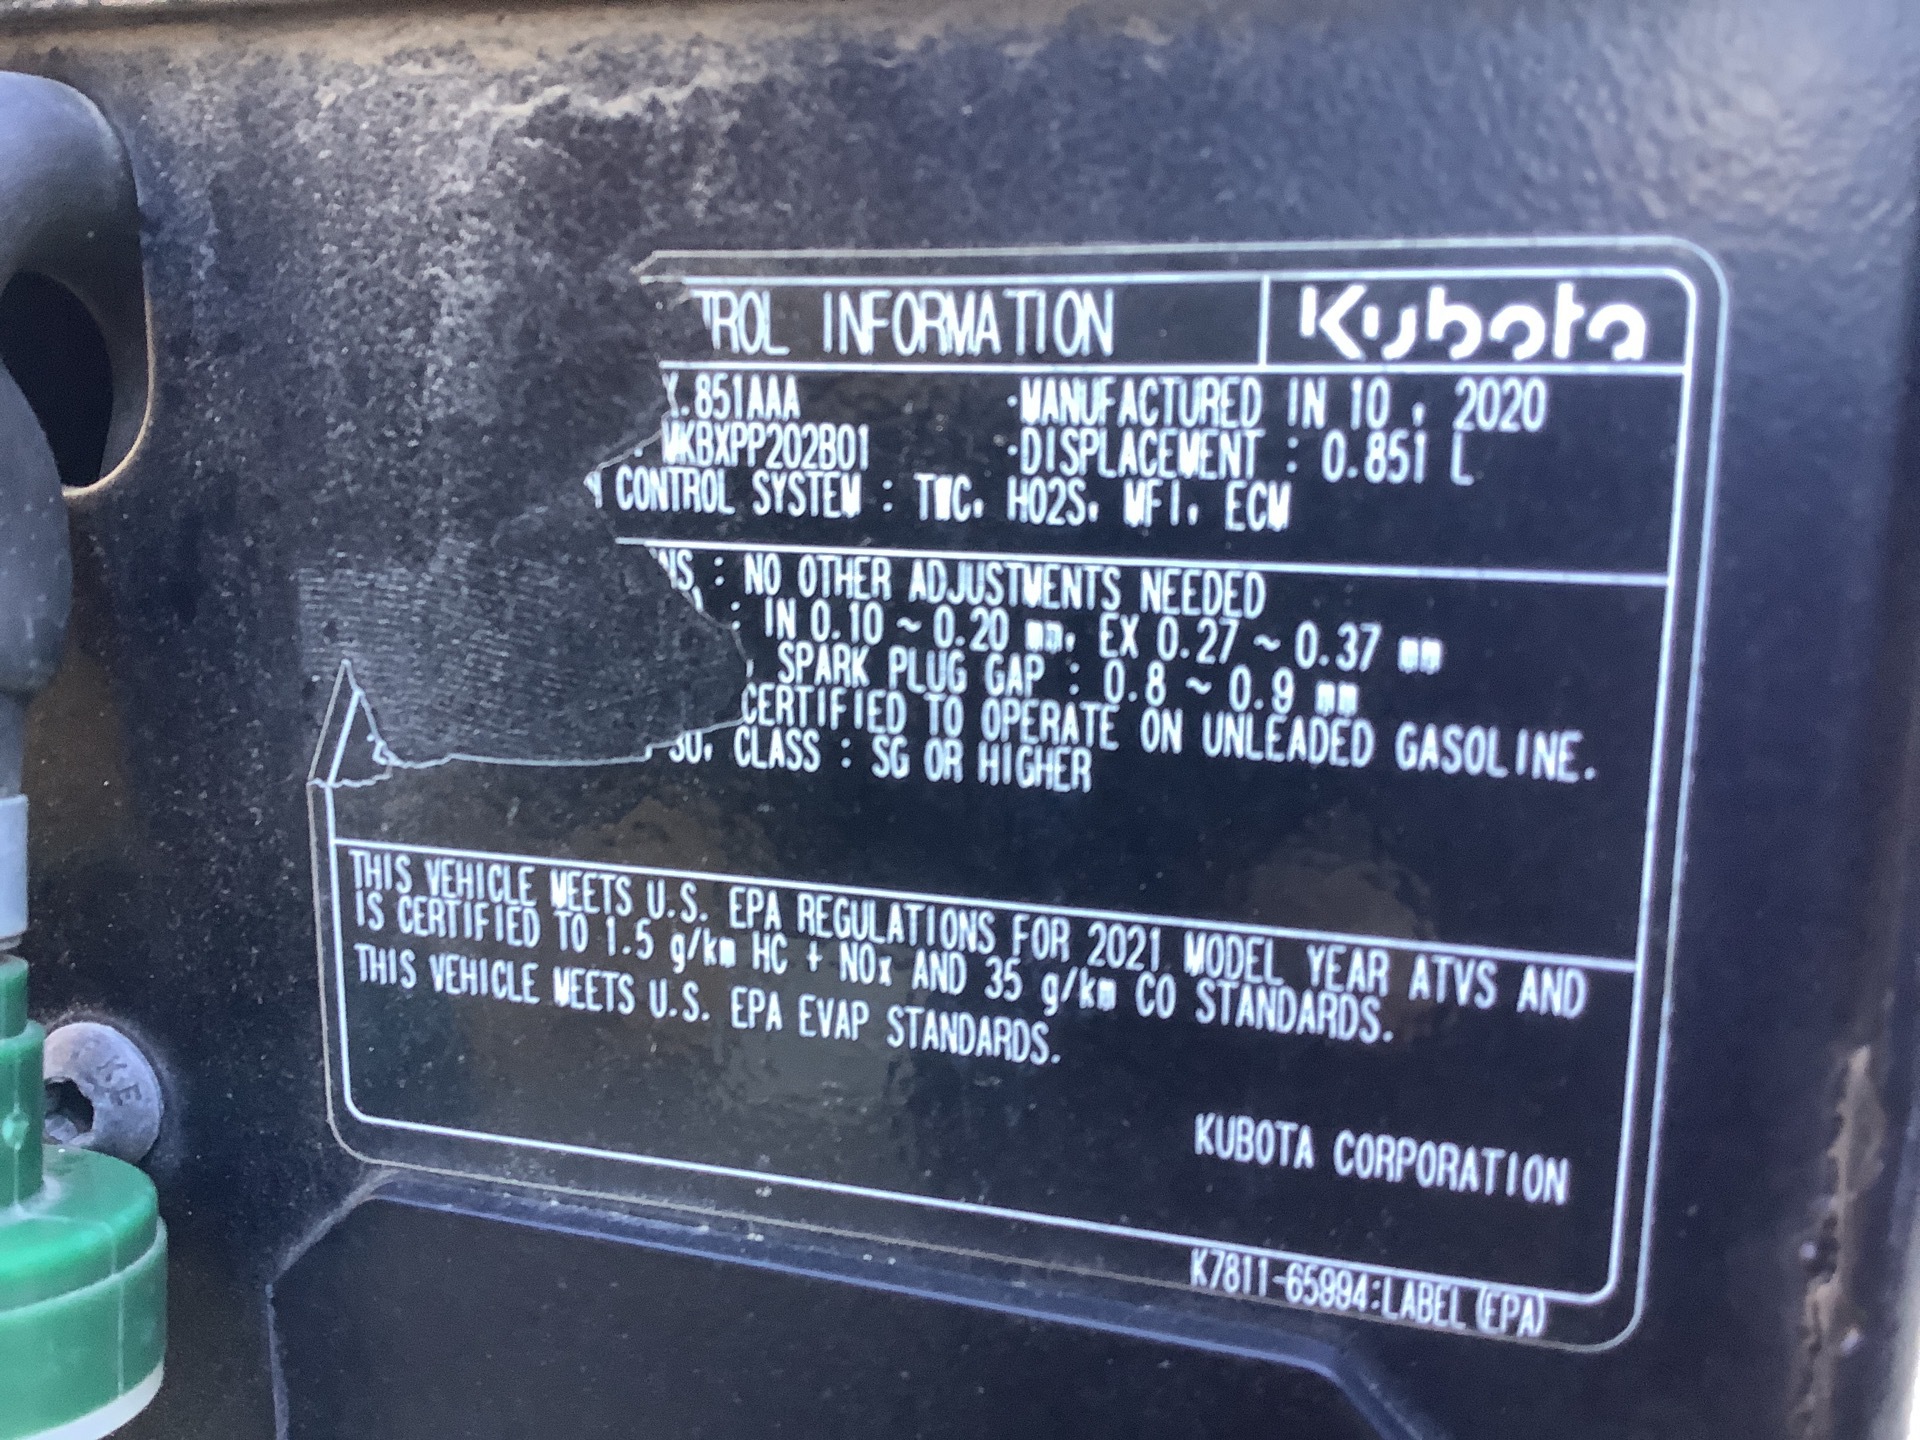 TROL INFORMATION Kubota
X.851AAA ·MANUFACTURED IN 10 , 2020
: MKBXPP202B01 ·DISPLACEMENT : 0.851 L
N CONTROL SYSTEM : TWC, HO2S, MFI, ECM
NS : NO OTHER ADJUSTMENTS NEEDED
: IN 0.10 ~ 0.20 mm, EX 0.27 ~ 0.37 mm
, SPARK PLUG GAP : 0.8 ~ 0.9 mm
CERTIFIED TO OPERATE ON UNLEADED GASOLINE.
30, CLASS : SG OR HIGHER
THIS VEHICLE MEETS U.S. EPA REGULATIONS FOR 2021 MODEL YEAR ATVS AND
IS CERTIFIED TO 1.5 g/km HC + NOx AND 35 g/km CO STANDARDS.
THIS VEHICLE MEETS U.S. EPA EVAP STANDARDS.
KUBOTA CORPORATION
K7811-65994:LABEL(EPA)